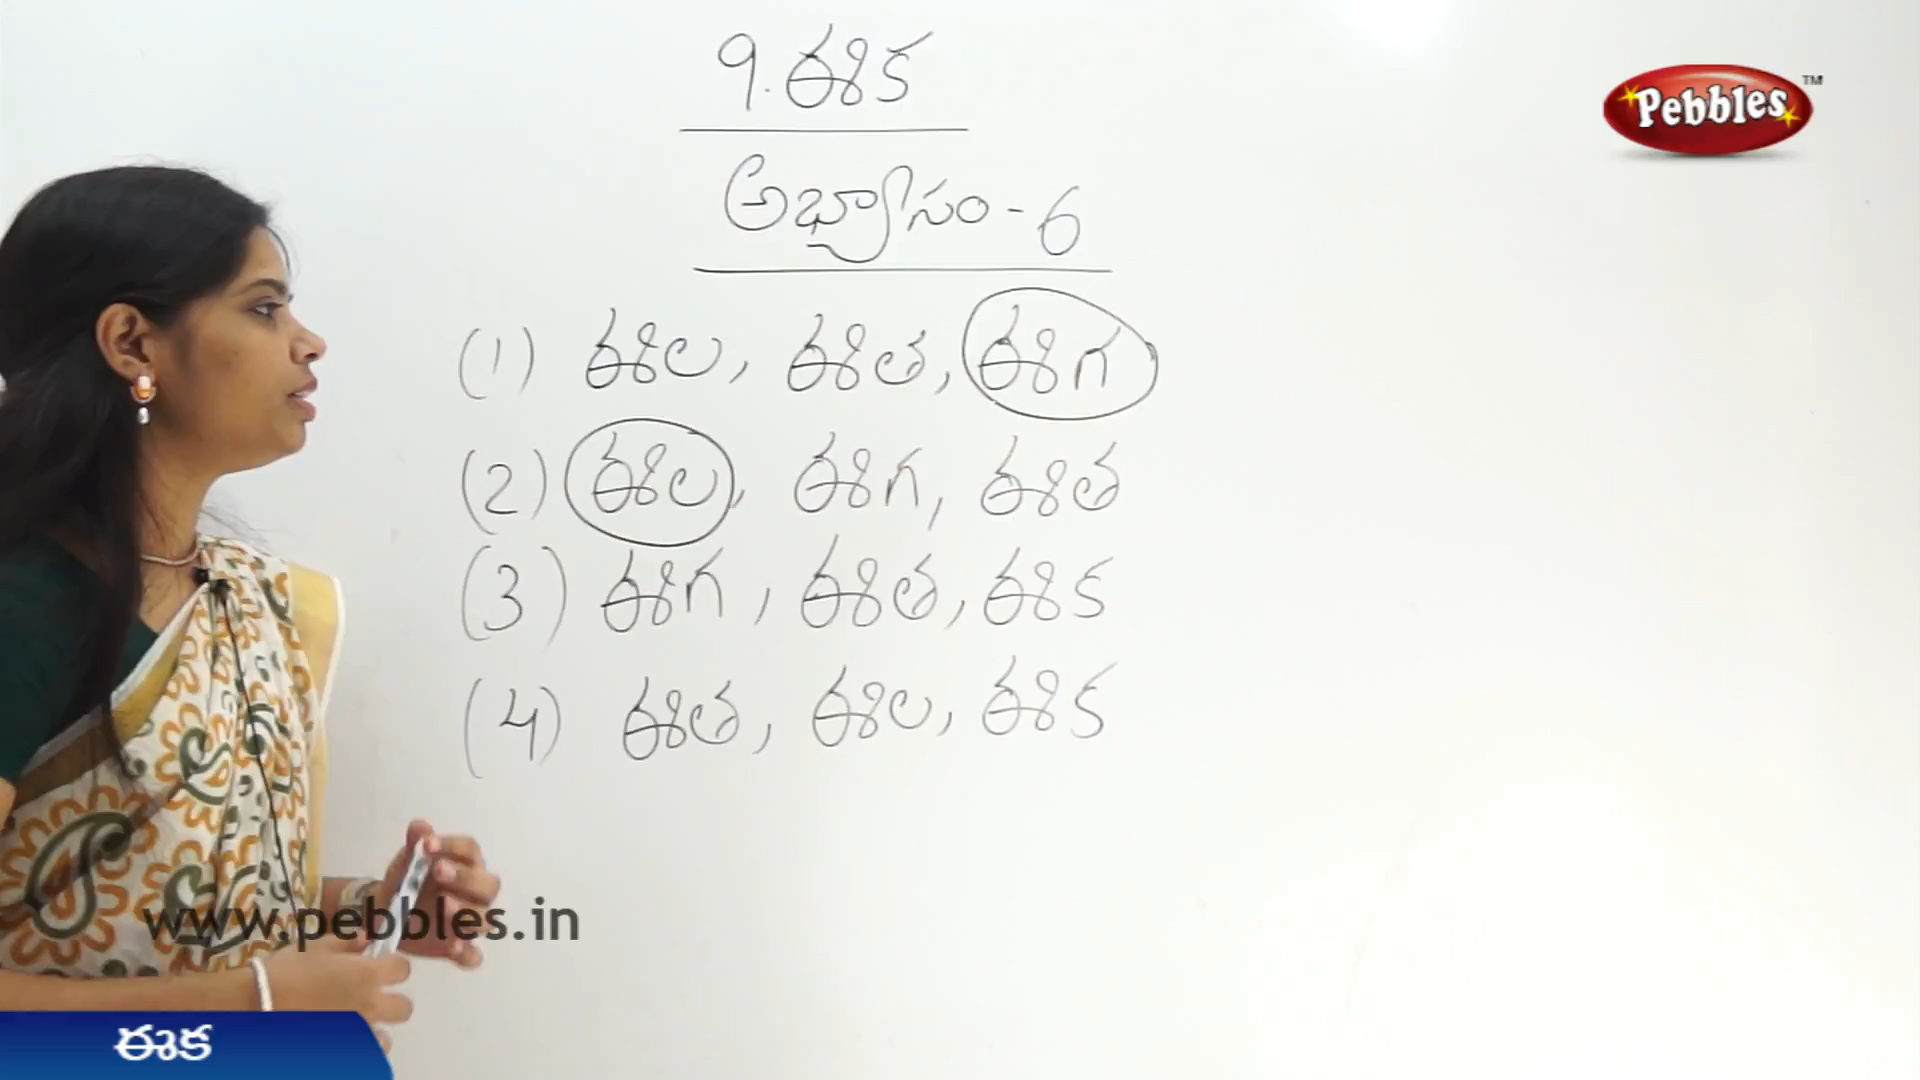 9. ఈక
Pebbles TM
అభ్యాసం - 6
(1) ఈల, ఈత, ఈగ
(2) ఈల, ఈగ, ఈత
(3) ఈగ, ఈత, ఈక
(4) ఈత, ఈల, ఈక
www.pebbles.in
ఈక